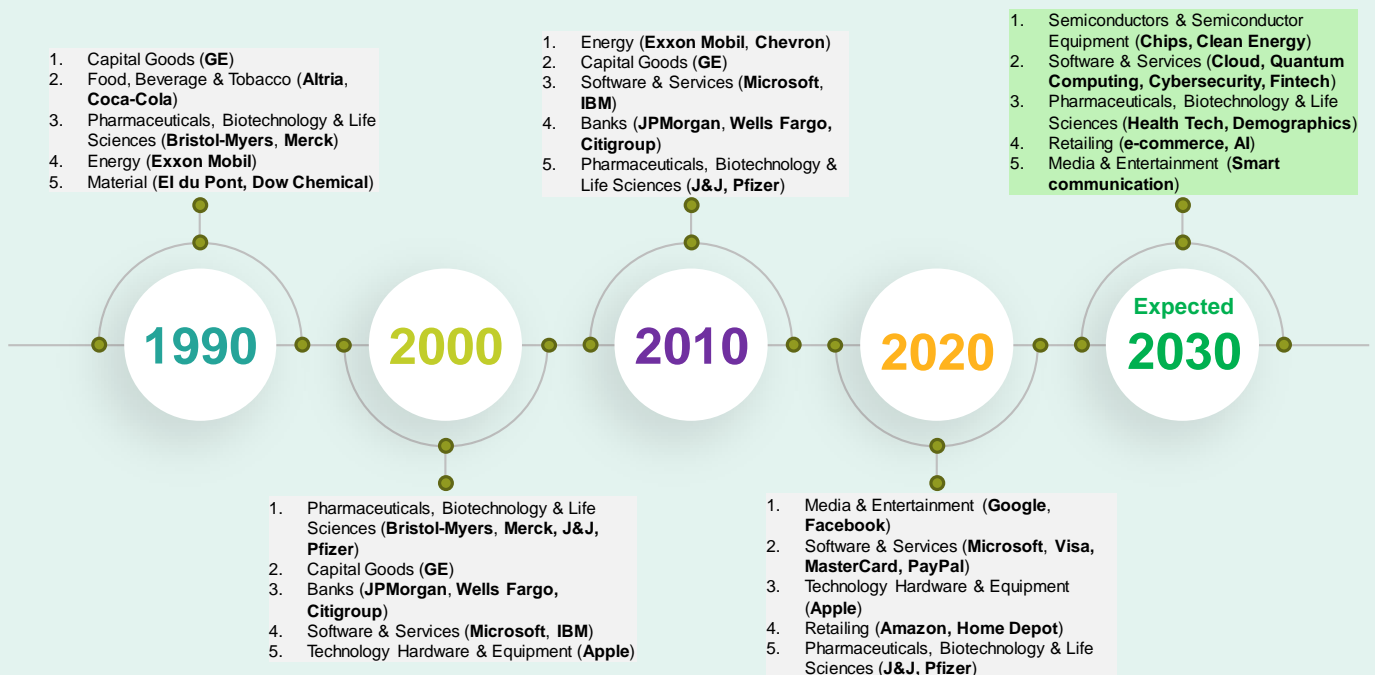 1. Capital Goods (GE)
2. Food, Beverage & Tobacco (Altria,
Coca-Cola)
3. Pharmaceuticals, Biotechnology & Life
Sciences (Bristol-Myers, Merck)
4. Energy (Exxon Mobil)
5. Material (EI du Pont, Dow Chemical)
1. Energy (Exxon Mobil, Chevron)
2. Capital Goods (GE)
3. Software & Services (Microsoft,
IBM)
4. Banks (JPMorgan, Wells Fargo,
Citigroup)
5. Pharmaceuticals, Biotechnology &
Life Sciences (J&J, Pfizer)
1. Semiconductors & Semiconductor
Equipment (Chips, Clean Energy)
2. Software & Services (Cloud, Quantum
Computing, Cybersecurity, Fintech)
3. Pharmaceuticals, Biotechnology & Life
Sciences (Health Tech, Demographics)
4. Retailing (e-commerce, AI)
5. Media & Entertainment (Smart
communication)
1990
2000
2010
2020
Expected
2030
1. Pharmaceuticals, Biotechnology & Life
Sciences (Bristol-Myers, Merck, J&J,
Pfizer)
2. Capital Goods (GE)
3. Banks (JPMorgan, Wells Fargo,
Citigroup)
4. Software & Services (Microsoft, IBM)
5. Technology Hardware & Equipment (Apple)
1. Media & Entertainment (Google,
Facebook)
2. Software & Services (Microsoft, Visa,
MasterCard, PayPal)
3. Technology Hardware & Equipment
(Apple)
4. Retailing (Amazon, Home Depot)
5. Pharmaceuticals, Biotechnology & Life
Sciences (J&J, Pfizer)